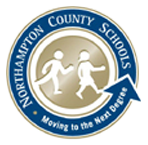 NORTHAMPTON COUNTY SCHOOLS
Moving to the Next Degree